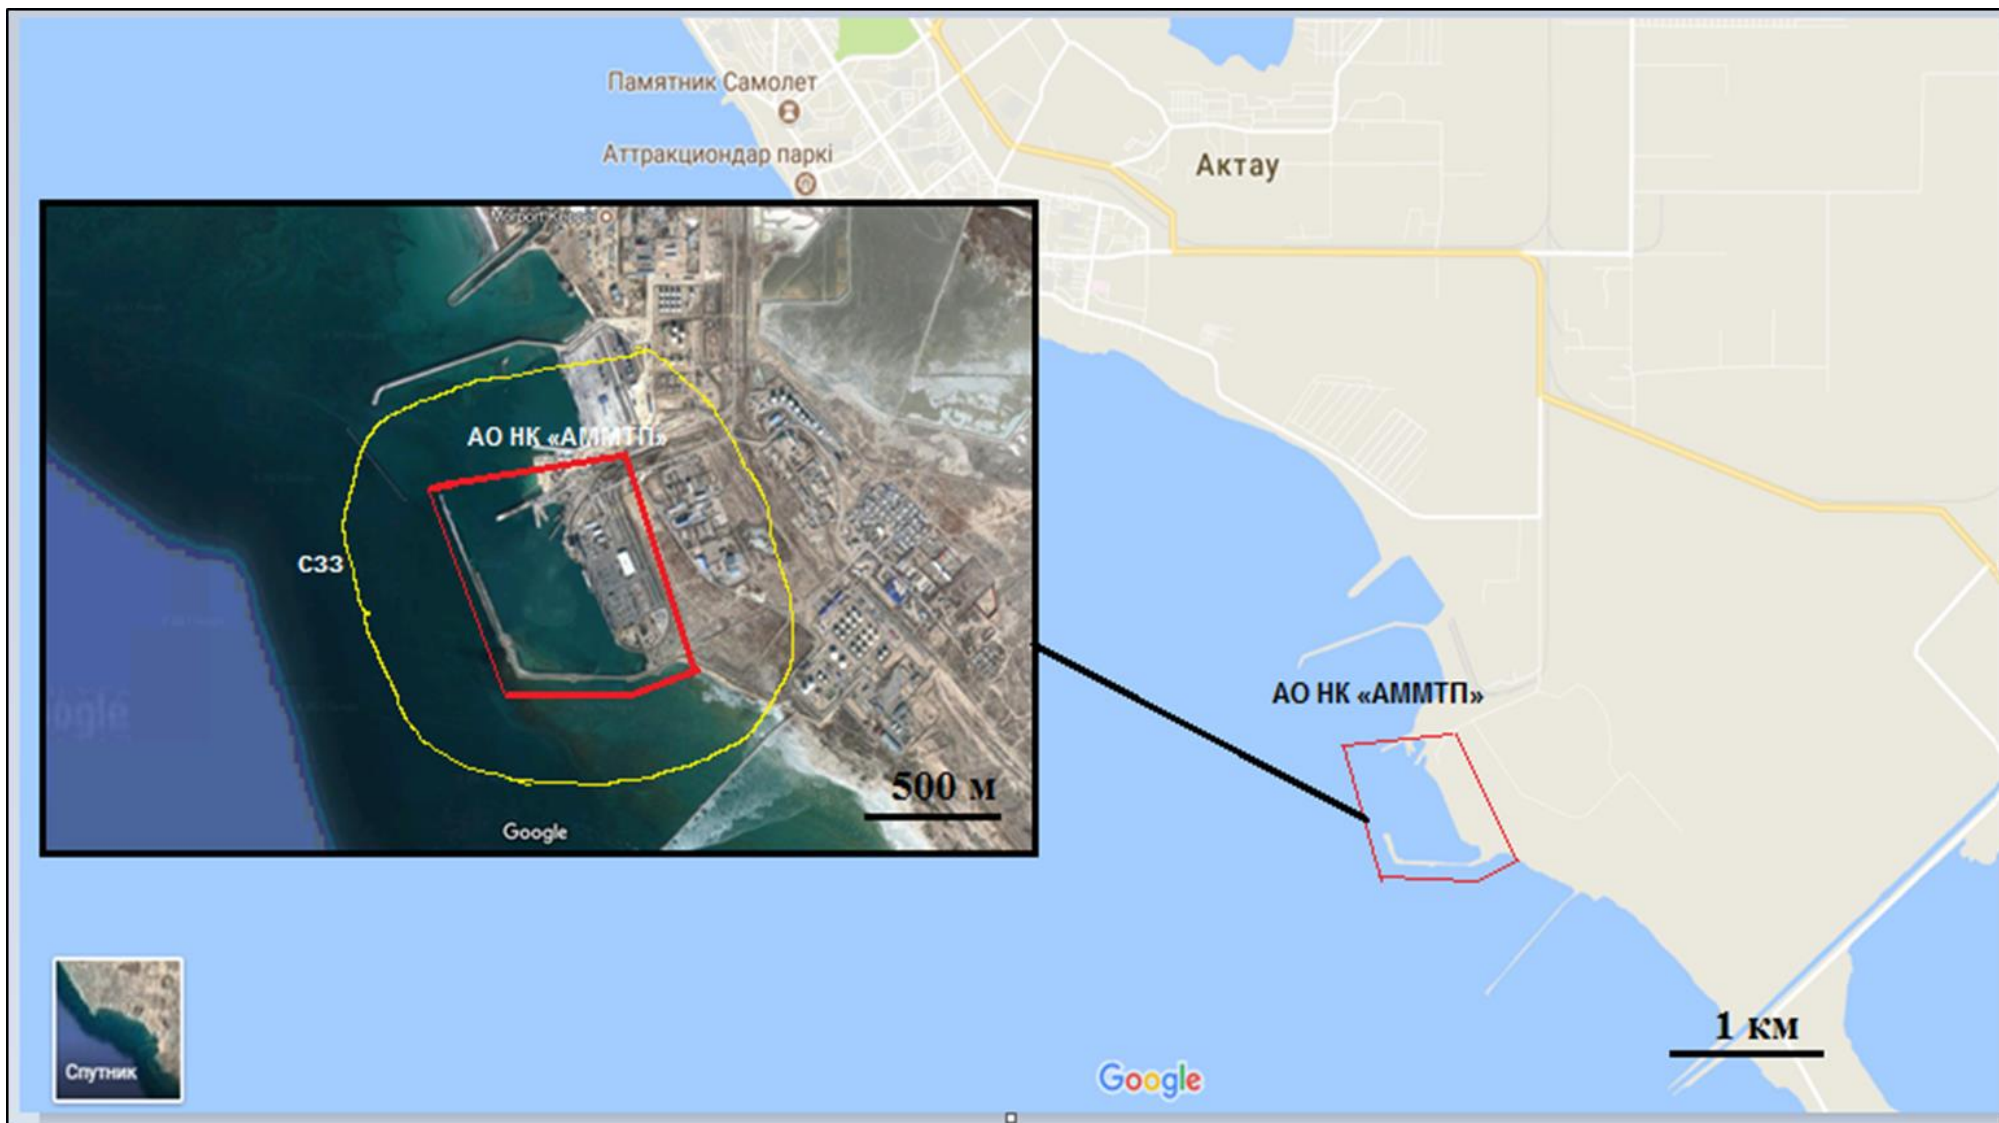 Памятник Самолет
Аттракциондар паркі
Актау
АО НК «АММТП»
СЗЗ
500 м
Google
АО НК «АММТП»
1 км
Google
Спутник